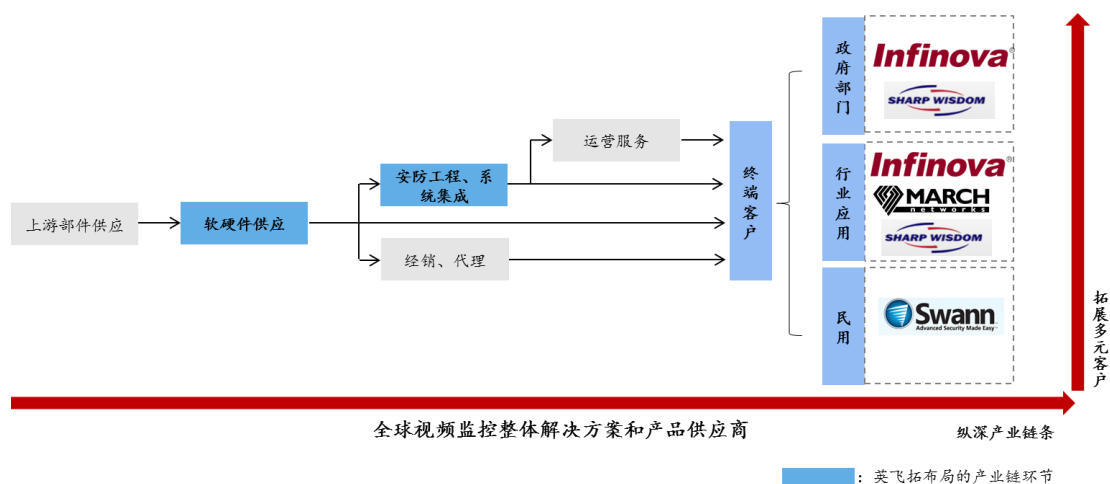 上游部件供应
软硬件供应
安防工程、系
统集成
经销、代理
运营服务
终端客户
政府部门
Infinova®
SHARP WISDOM
行业应用
Infinova®
MARCH
networks
SHARP WISDOM
民用
Swann™
Advanced Security Made Easy™
拓展多元客户
全球视频监控整体解决方案和产品供应商
纵深产业链条
：英飞拓布局的产业链环节